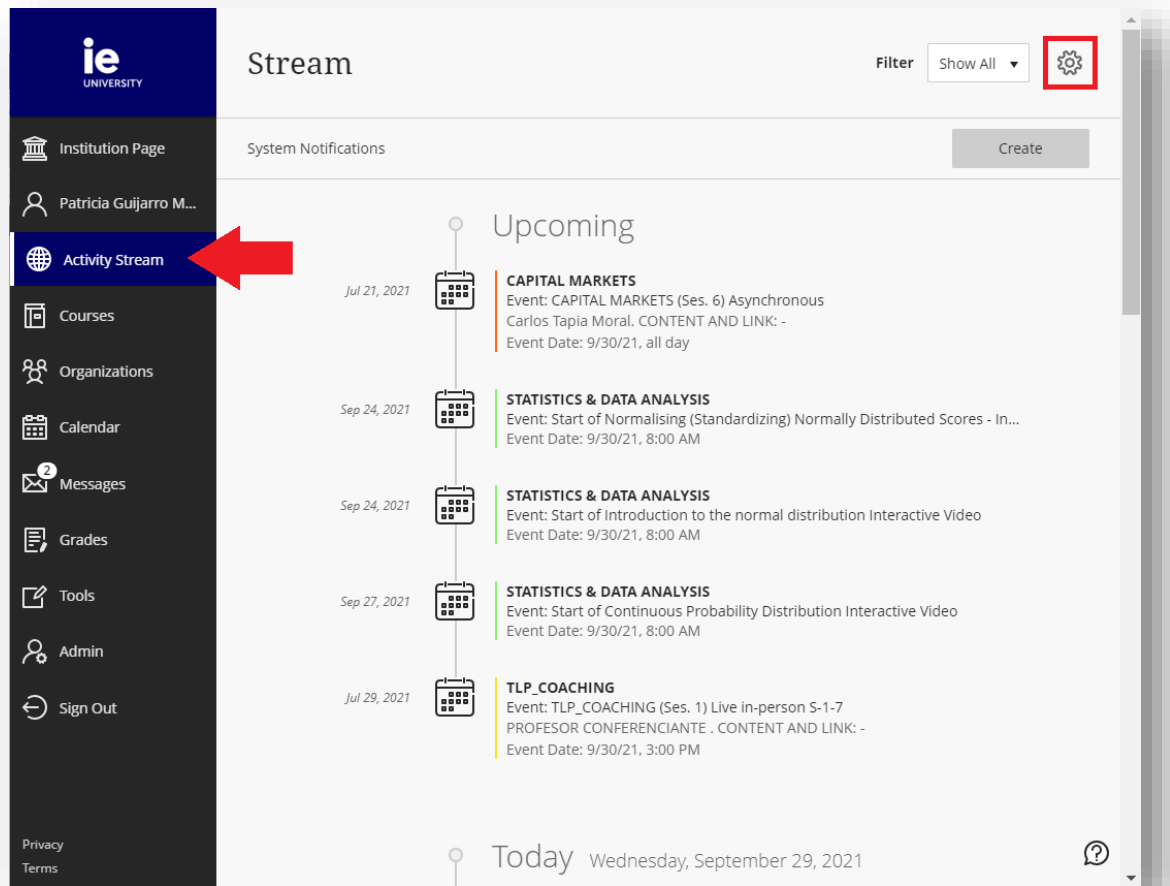 ie
UNIVERSITY
Institution Page
Patricia Guijarro M...
Activity Stream
Courses
Organizations
Calendar
2
Messages
Grades
Tools
Admin
Sign Out
Privacy
Terms
Stream
Filter
Show All
System Notifications
Create
Upcoming
Jul 21, 2021
CAPITAL MARKETS
Event: CAPITAL MARKETS (Ses. 6) Asynchronous
Carlos Tapia Moral. CONTENT AND LINK: -
Event Date: 9/30/21, all day
Sep 24, 2021
STATISTICS & DATA ANALYSIS
Event: Start of Normalising (Standardizing) Normally Distributed Scores - In...
Event Date: 9/30/21, 8:00 AM
Sep 24, 2021
STATISTICS & DATA ANALYSIS
Event: Start of Introduction to the normal distribution Interactive Video
Event Date: 9/30/21, 8:00 AM
Sep 27, 2021
STATISTICS & DATA ANALYSIS
Event: Start of Continuous Probability Distribution Interactive Video
Event Date: 9/30/21, 8:00 AM
Jul 29, 2021
TLP_COACHING
Event: TLP_COACHING (Ses. 1) Live in-person S-1-7
PROFESOR CONFERENCIANTE . CONTENT AND LINK: -
Event Date: 9/30/21, 3:00 PM
Today Wednesday, September 29, 2021
?